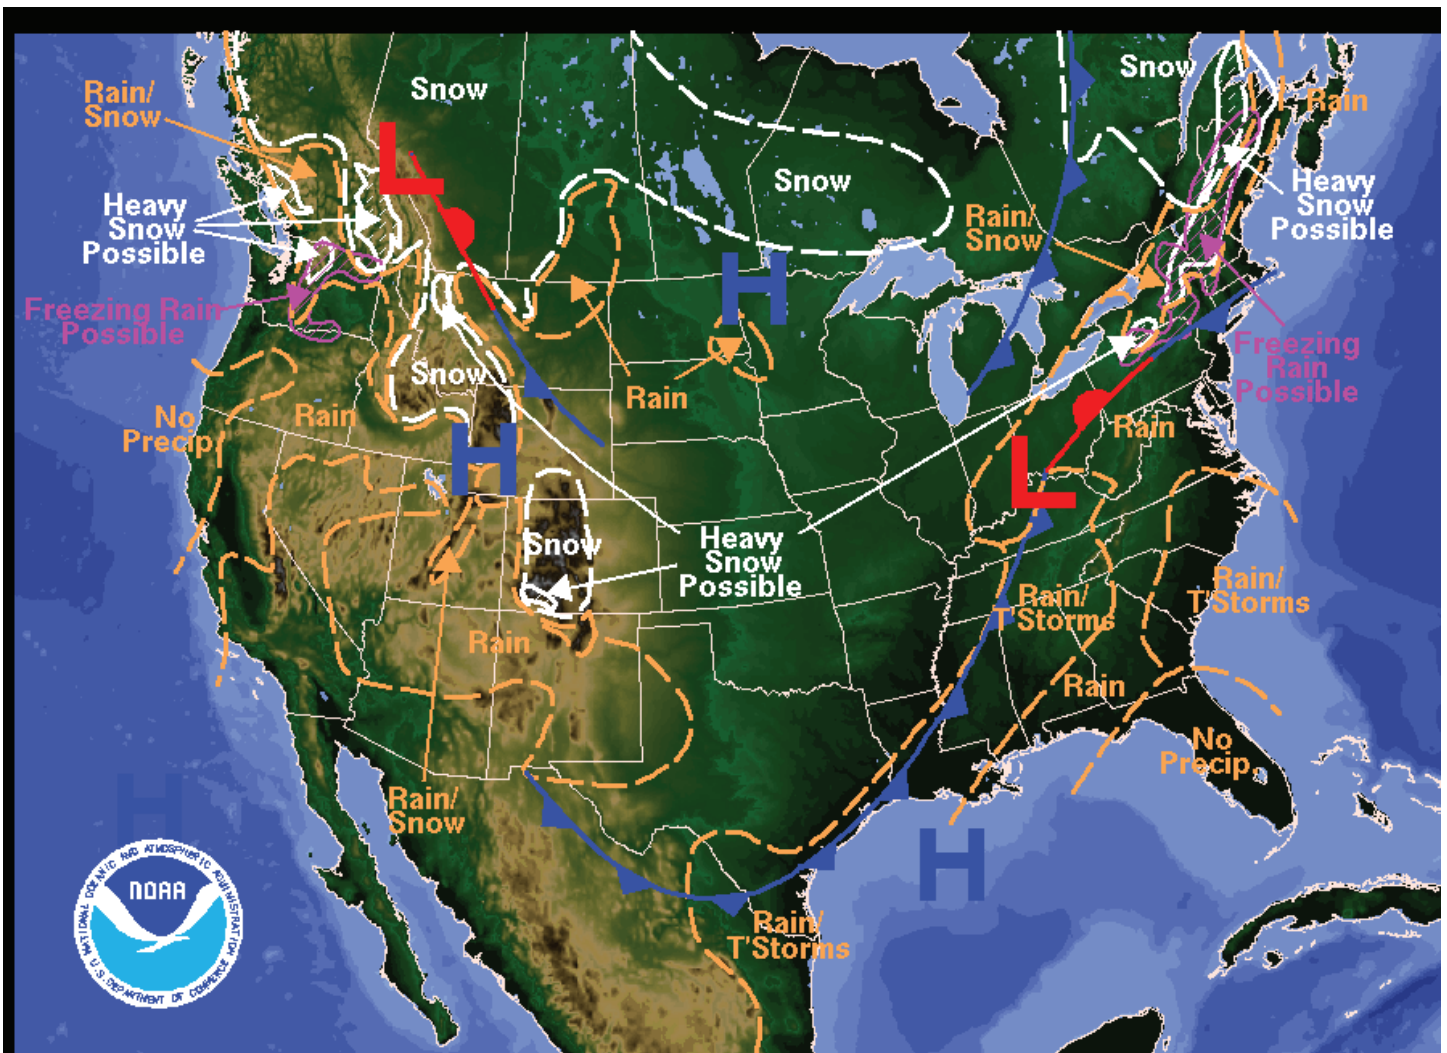 Snow
Snow
Rain/
Snow
Rain
L
Heavy
Snow
Possible
Snow
Rain/
Snow
Heavy
Snow
Possible
H
Freezing Rain
Possible
Freezing
Rain
Possible
Snow
Rain
No
Precip.
Rain
Rain
H
L
Snow
Heavy
Snow
Possible
Rain/
T'Storms
Rain/
T'Storms
Rain
Rain
No
Precip.
Rain/
Snow
H
H
Rain/
T'Storms
NATIONAL OCEANIC AND ATMOSPHERIC ADMINISTRATION
NOAA
U.S. DEPARTMENT OF COMMERCE